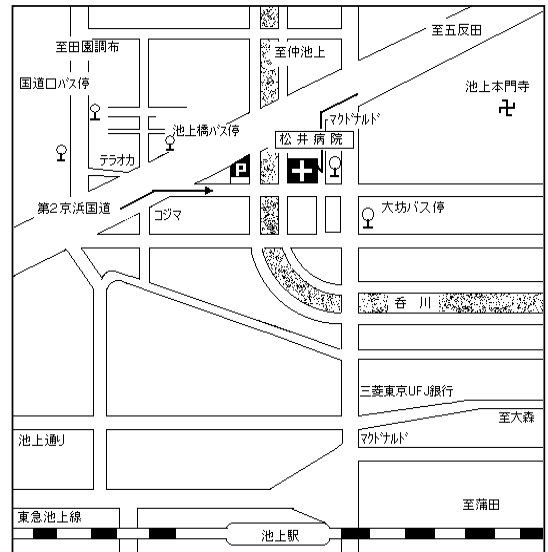 至五反田
至田園調布
至仲池上
国道口バス停
池上本門寺
マクドナルド
池上橋バス停
松井病院
テラオカ
P
大坊バス停
第2京浜国道
コジマ
呑川
三菱東京UFJ銀行
至大森
池上通り
マクドナルド
至蒲田
東急池上線
池上駅